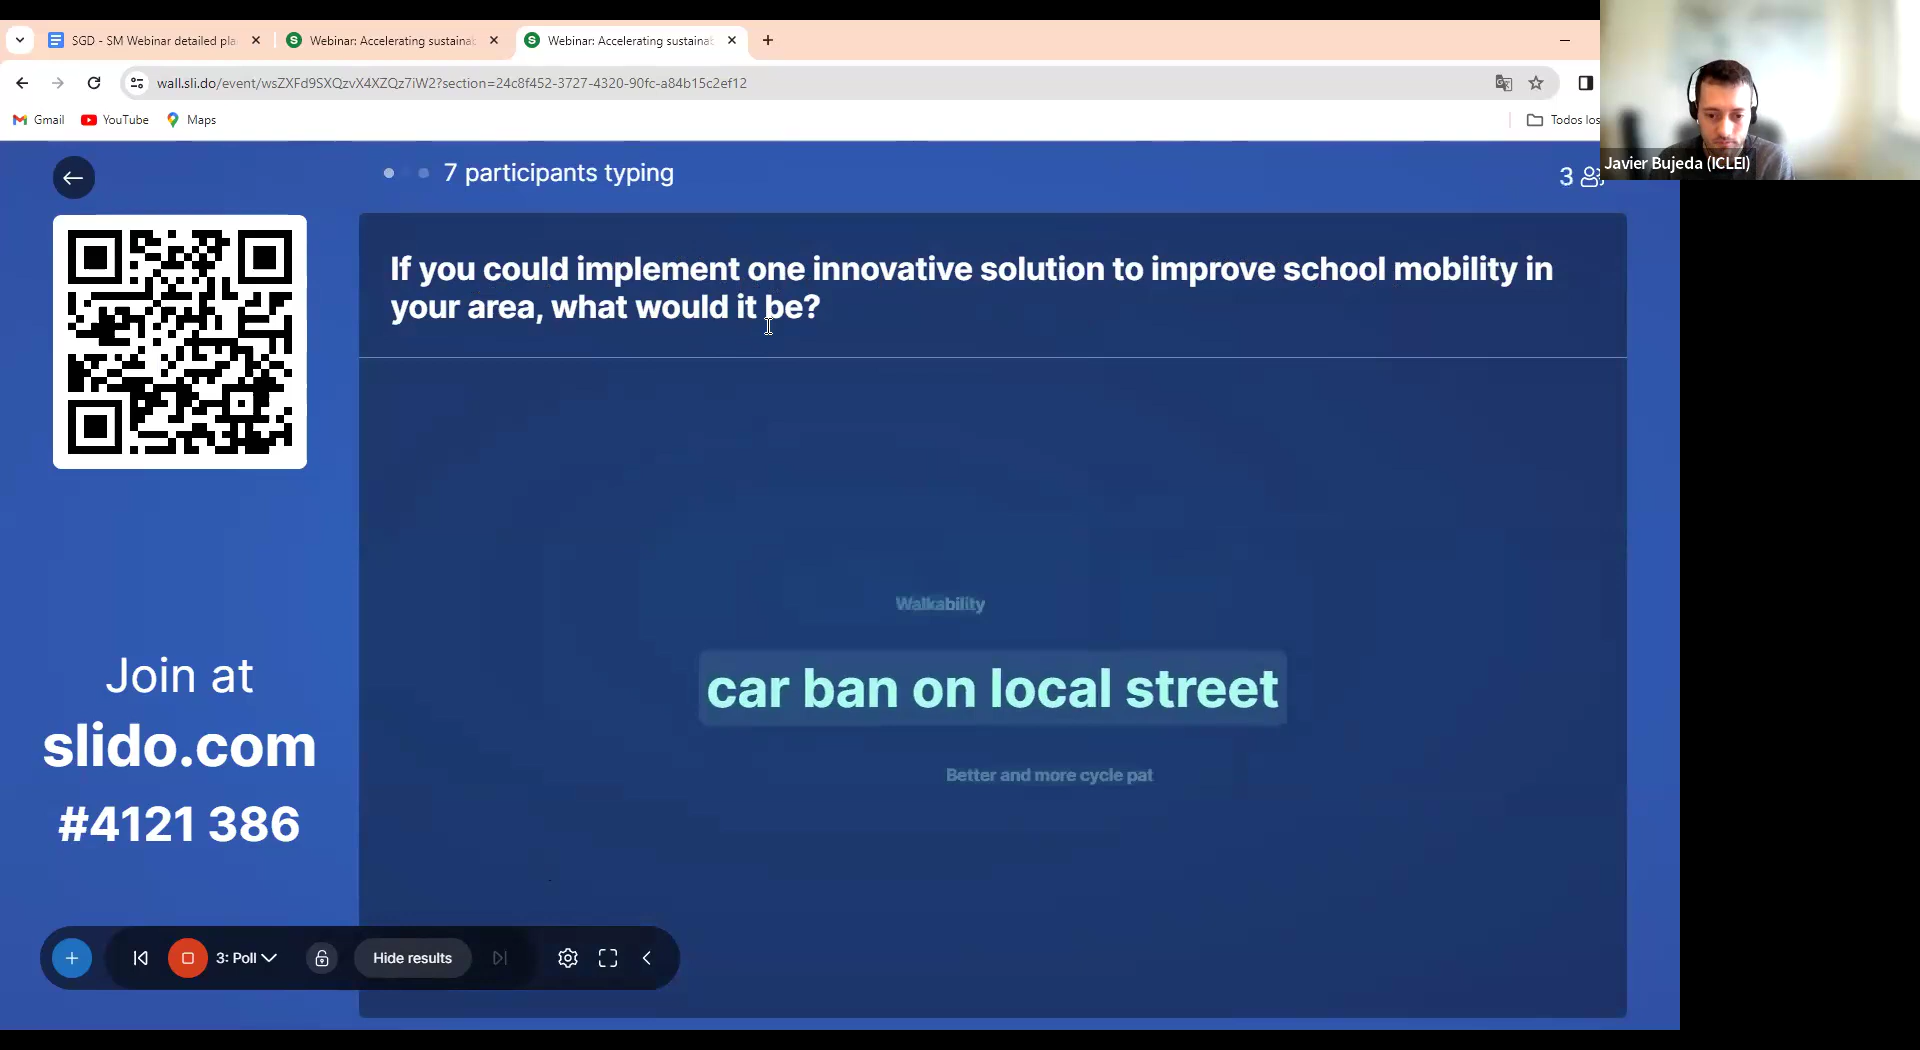 SGD - SM Webinar detailed pla
Webinar: Accelerating sustaina
Webinar: Accelerating sustaina
wall.sli.do/event/wsZXFd9SXQzvX4XZQz7iW2?section=24c8f452-3727-4320-90fc-a84b15c2ef12
Gmail
YouTube
Maps
Todos los
Javier Bujeda (ICLEI)
7 participants typing
3
If you could implement one innovative solution to improve school mobility in
your area, what would it be?
Walkability
car ban on local street
Better and more cycle pat
Join at
slido.com
#4121 386
3: Poll
Hide results